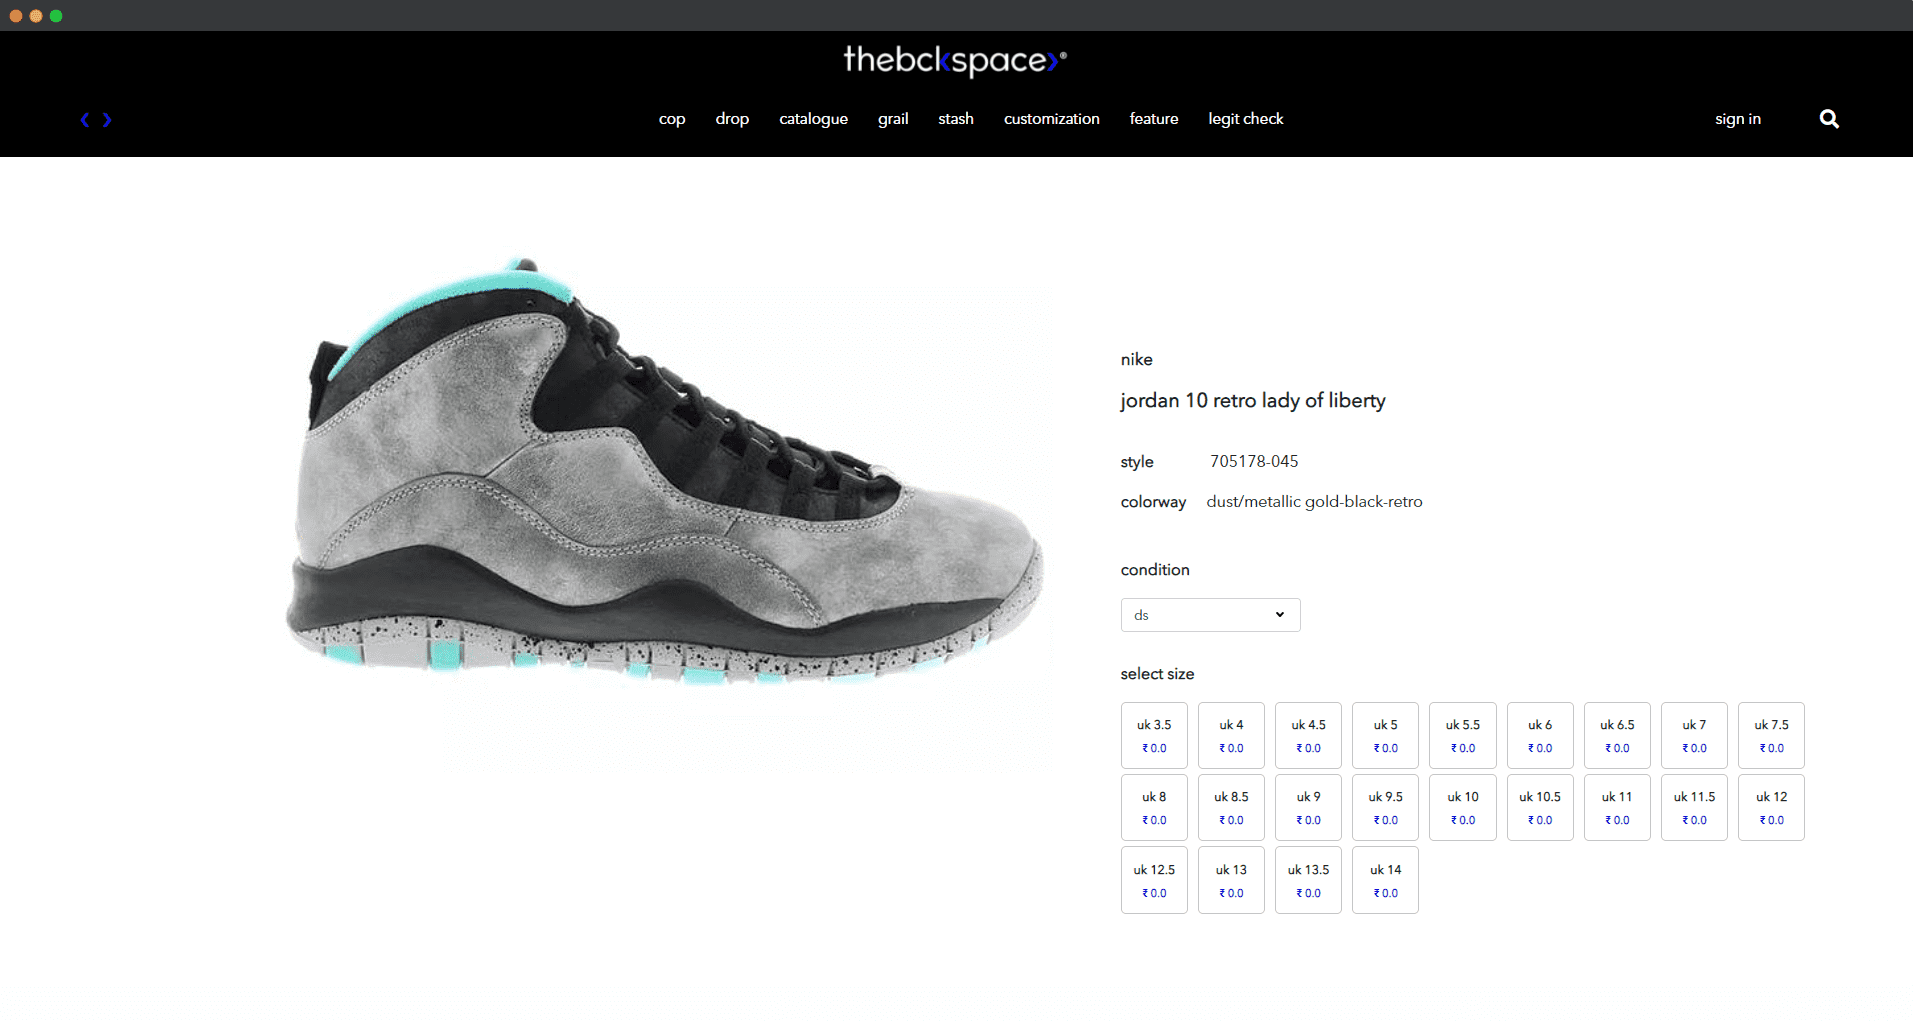 thebckspace®
cop drop catalogue grail stash customization feature legit check sign in
nike
jordan 10 retro lady of liberty
style 705178-045
colorway dust/metallic gold-black-retro
condition
ds
select size
uk 3.5 uk 4 uk 4.5 uk 5 uk 5.5 uk 6 uk 6.5 uk 7 uk 7.5
₹ 0.0 ₹ 0.0 ₹ 0.0 ₹ 0.0 ₹ 0.0 ₹ 0.0 ₹ 0.0 ₹ 0.0 ₹ 0.0
uk 8 uk 8.5 uk 9 uk 9.5 uk 10 uk 10.5 uk 11 uk 11.5 uk 12
₹ 0.0 ₹ 0.0 ₹ 0.0 ₹ 0.0 ₹ 0.0 ₹ 0.0 ₹ 0.0 ₹ 0.0 ₹ 0.0
uk 12.5 uk 13 uk 13.5 uk 14
₹ 0.0 ₹ 0.0 ₹ 0.0 ₹ 0.0